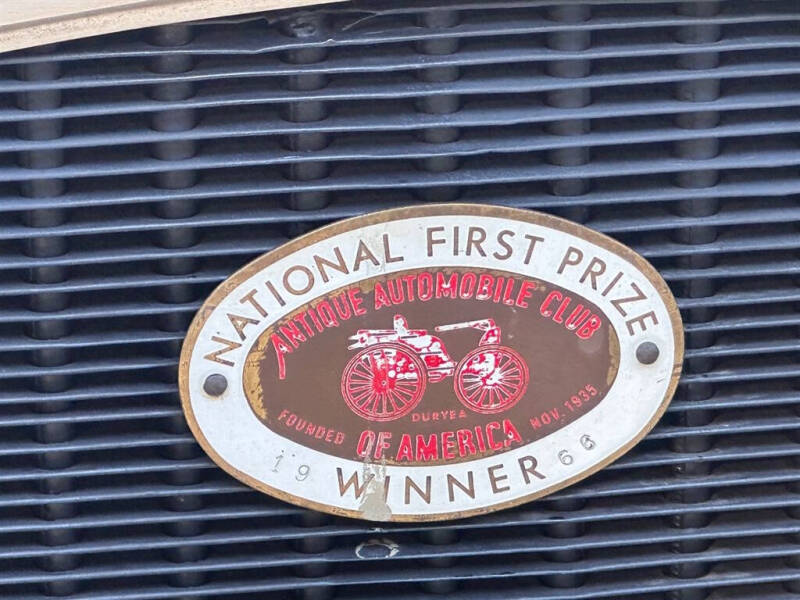 NATIONAL FIRST PRIZE
ANTIQUE AUTOMOBILE CLUB
DURYEA
FOUNDED NOV. 1935
OF AMERICA
19 WINNER 66